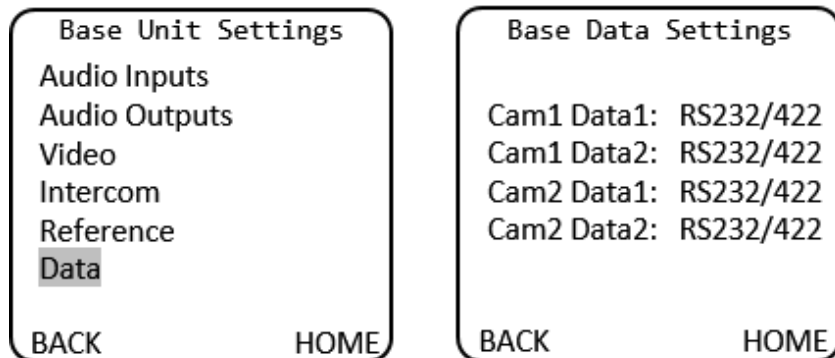 Base Unit Settings
Audio Inputs
Audio Outputs
Video
Intercom
Reference
Data
BACK HOME
Base Data Settings
Cam1 Data1: RS232/422
Cam1 Data2: RS232/422
Cam2 Data1: RS232/422
Cam2 Data2: RS232/422
BACK HOME